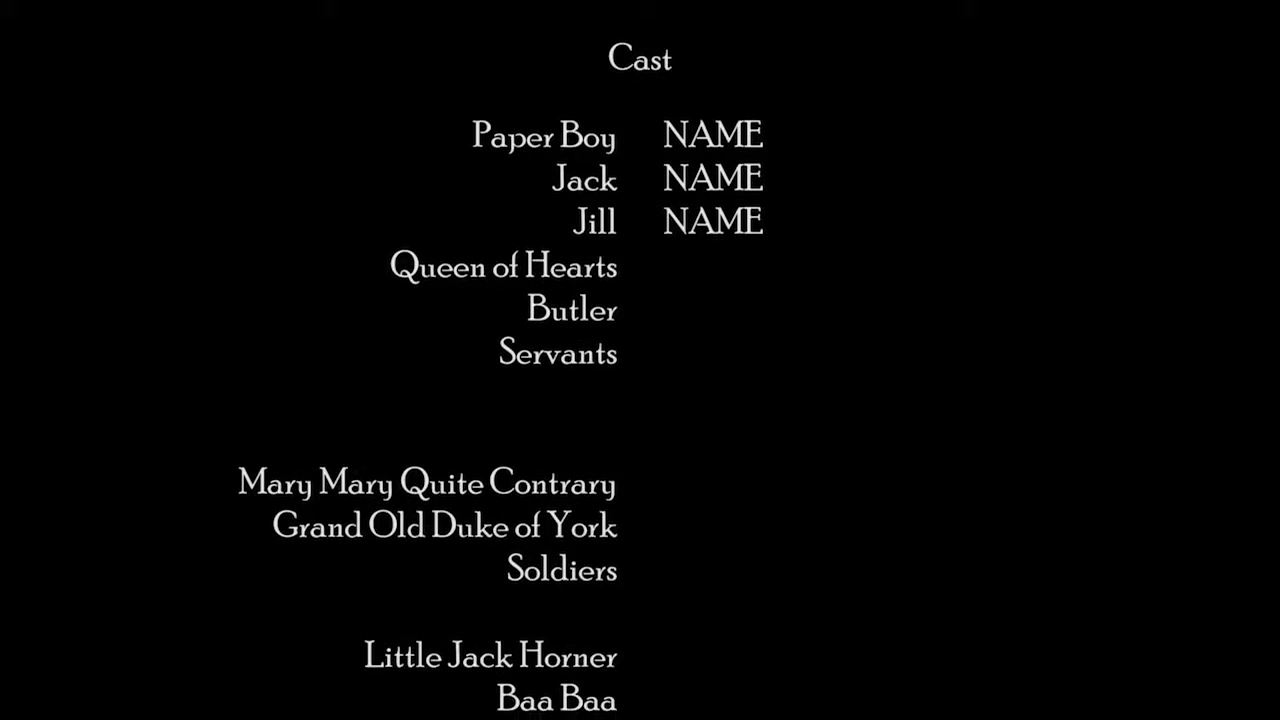 Cast
Paper Boy NAME
Jack NAME
Jill NAME
Queen of Hearts
Butler
Servants
Mary Mary Quite Contrary
Grand Old Duke of York
Soldiers
Little Jack Horner
Baa Baa